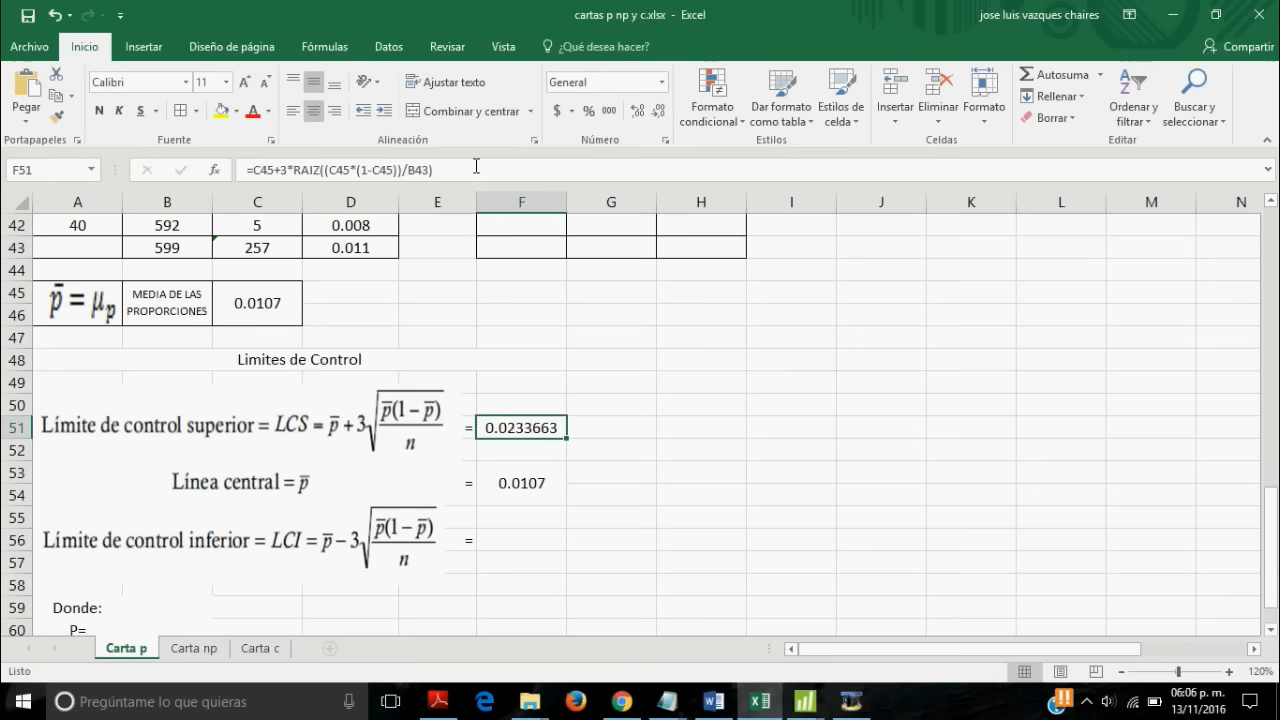 cartas p np y c.xlsx - Excel
jose luis vazques chaires
Archivo Inicio Insertar Diseño de página Fórmulas Datos Revisar Vista ¿Qué desea hacer? Compartir
Pegar
Calibri 11
N K S
Ajustar texto
Combinar y centrar
General
$ % 000
Formato condicional
Dar formato como tabla
Estilos de celda
Insertar Eliminar Formato
Autosuma
Rellenar
Borrar
Ordenar y filtrar
Buscar y seleccionar
Portapapeles Fuente Alineación Número Estilos Celdas Editar
F51 fx =C45+3*RAIZ((C45*(1-C45))/B43)
A B C D E F G H I J K L M N
42 40 592 5 0.008
43 599 257 0.011
44
45 p̄ = μp MEDIA DE LAS PROPORCIONES 0.0107
46
47
48 Limites de Control
49
50
51 Límite de control superior = LCS = p̄ + 3√(p̄(1 – p̄)/n) = 0.0233663
52
53 Línea central = p̄ = 0.0107
54
55
56 Límite de control inferior = LCI = p̄ – 3√(p̄(1 – p̄)/n) =
57
58
59 Donde:
60 P=
Carta p Carta np Carta c
Listo 120%
Pregúntame lo que quieras
06:06 p. m.
13/11/2016